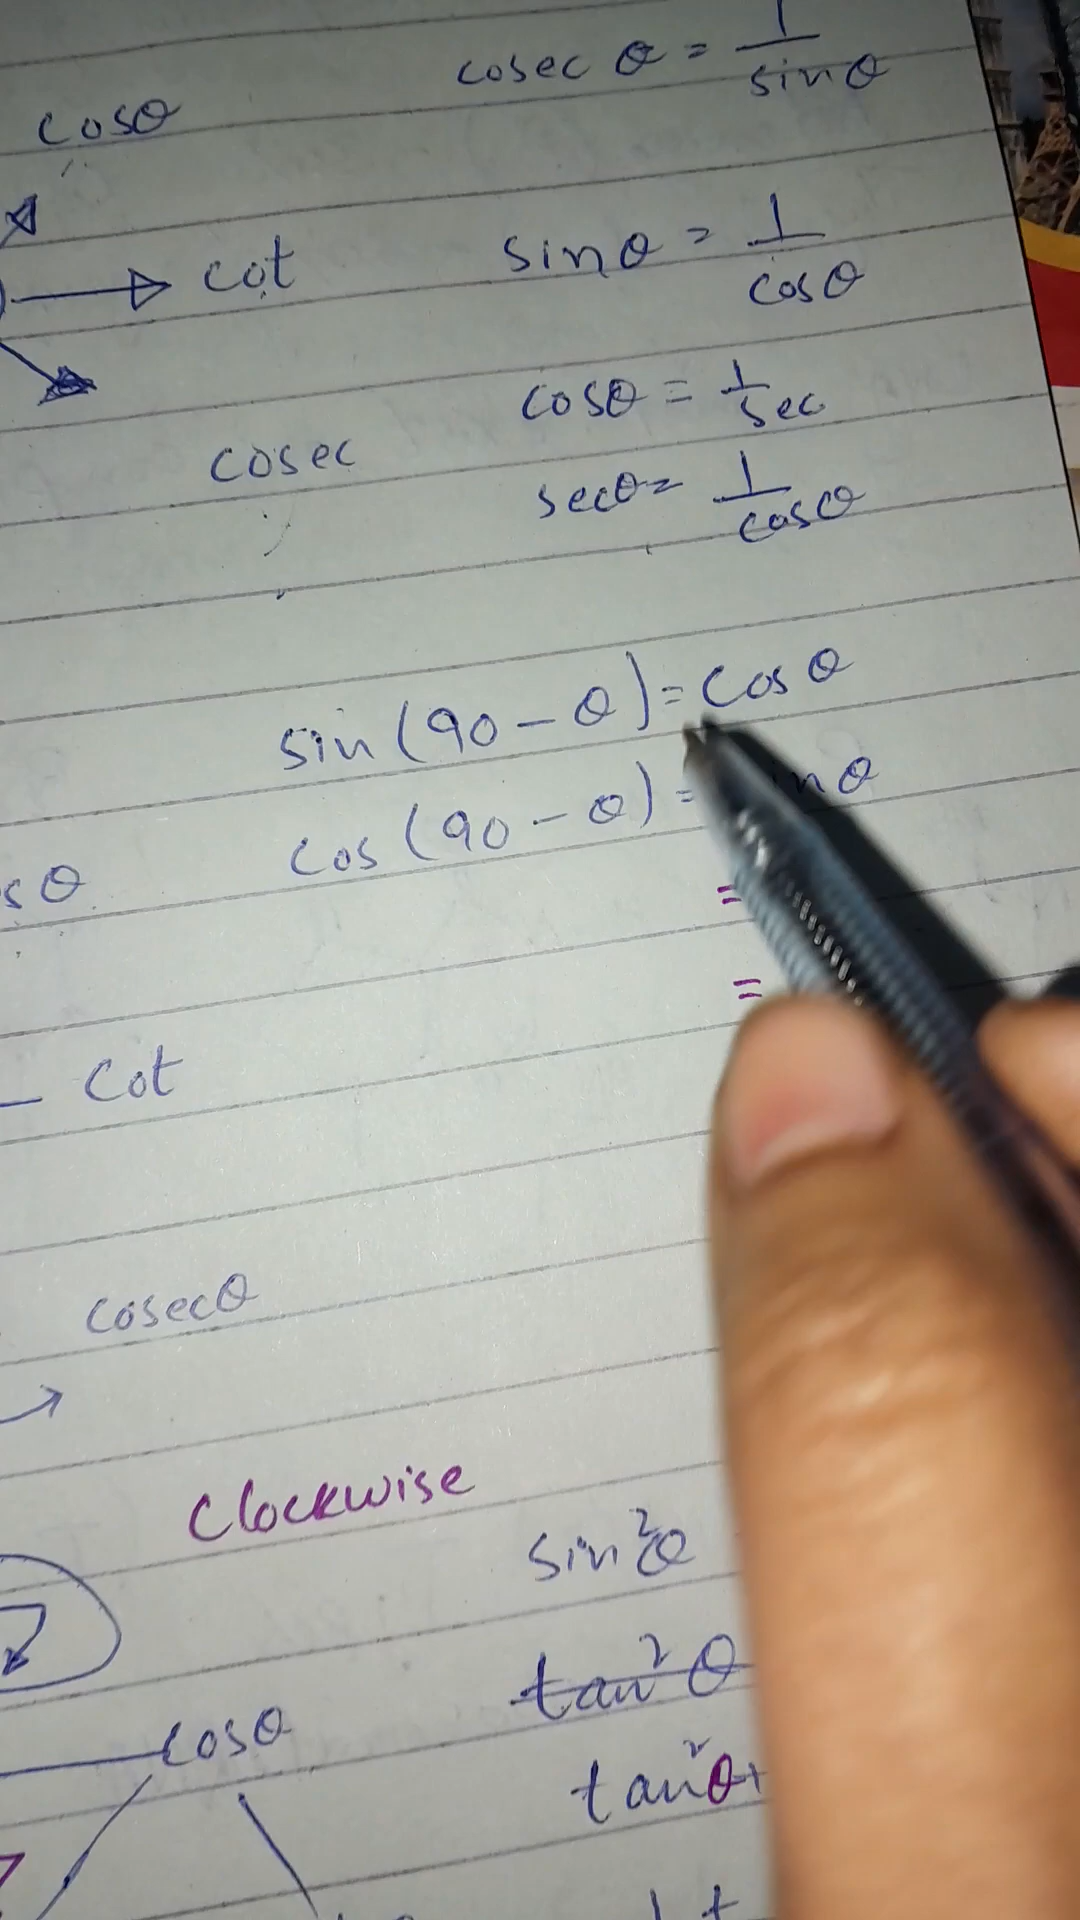 cosec θ = 1/sinθ
cosθ
sinθ = 1/cosθ
cot
cosθ = 1/sec
cosec
secθ = 1/cosθ
sin(90 - θ) = cosθ
cos(90 - θ) =
θ
=
=
- cot
cosecθ
Clockwise
sin²θ
tan²θ
cosθ
tan²θ+